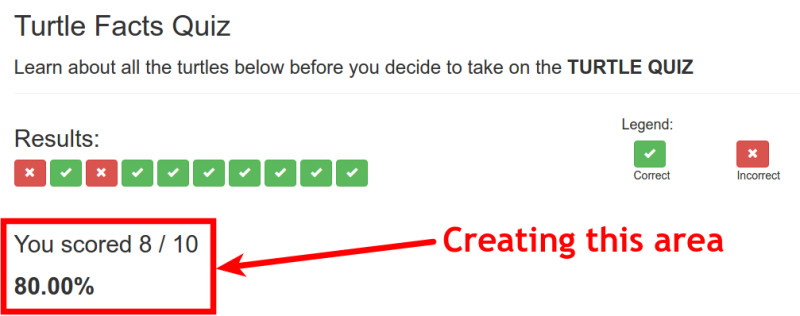 Turtle Facts Quiz
Learn about all the turtles below before you decide to take on the TURTLE QUIZ
Legend:
Results:
Correct
Incorrect
You scored 8 / 10
Creating this area
80.00%